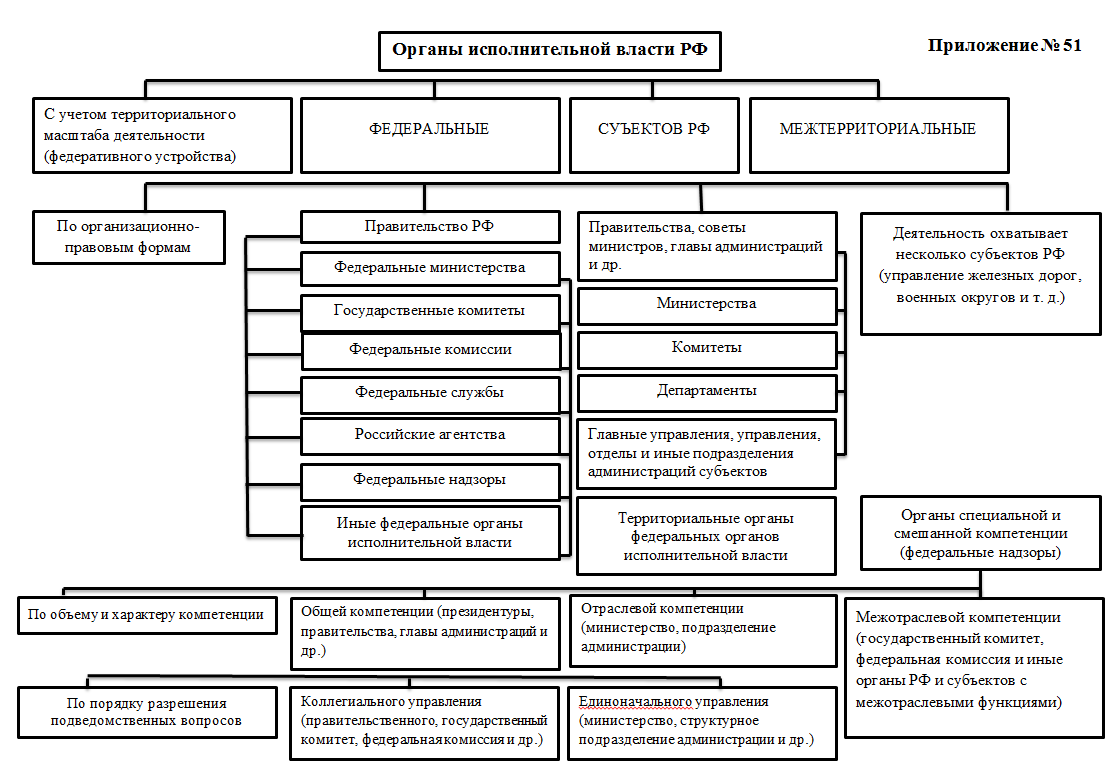 Органы исполнительной власти РФ
Приложение № 51
С учетом территориального
масштаба деятельности
(федеративного устройства)
ФЕДЕРАЛЬНЫЕ
СУЪЕКТОВ РФ
МЕЖТЕРРИТОРИАЛЬНЫЕ
По организационно-
правовым формам
Правительство РФ
Федеральные министерства
Государственные комитеты
Федеральные комиссии
Федеральные службы
Российские агентства
Федеральные надзоры
Иные федеральные органы
исполнительной власти
Правительства, советы
министров, главы администраций
и др.
Министерства
Комитеты
Департаменты
Главные управления, управления,
отделы и иные подразделения
администраций субъектов
Территориальные органы
федеральных органов
исполнительной власти
Деятельность охватывает
несколько субъектов РФ
(управление железных дорог,
военных округов и т. д.)
Органы специальной и
смешанной компетенции
(федеральные надзоры)
По объему и характеру компетенции
Общей компетенции (президентуры,
правительства, главы администраций и
др.)
Отраслевой компетенции
(министерство, подразделение
администрации)
Межотраслевой компетенции
(государственный комитет,
федеральная комиссия и иные
органы РФ и субъектов с
межотраслевыми функциями)
По порядку разрешения
подведомственных вопросов
Коллегиального управления
(правительственного, государственный
комитет, федеральная комиссия и др.)
Единоначального управления
(министерство, структурное
подразделение администрации и др.)